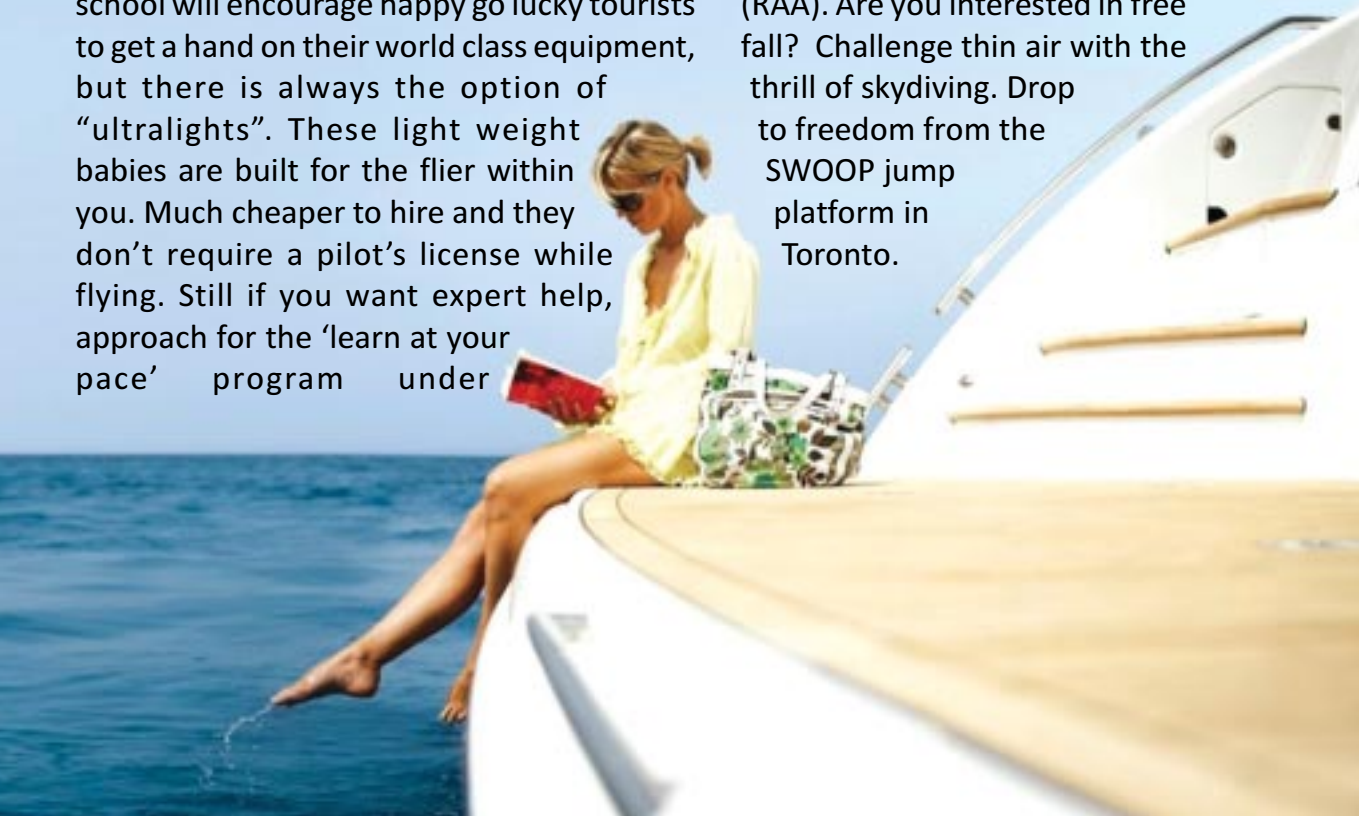 school will encourage happy go lucky tourists
to get a hand on their world class equipment,
but there is always the option of
“ultralights”. These light weight
babies are built for the flier within
you. Much cheaper to hire and they
don’t require a pilot’s license while
flying. Still if you want expert help,
approach for the ‘learn at your
pace’ program under
(RAA). Are you interested in free
fall? Challenge thin air with the
thrill of skydiving. Drop
to freedom from the
SWOOP jump
platform in
Toronto.